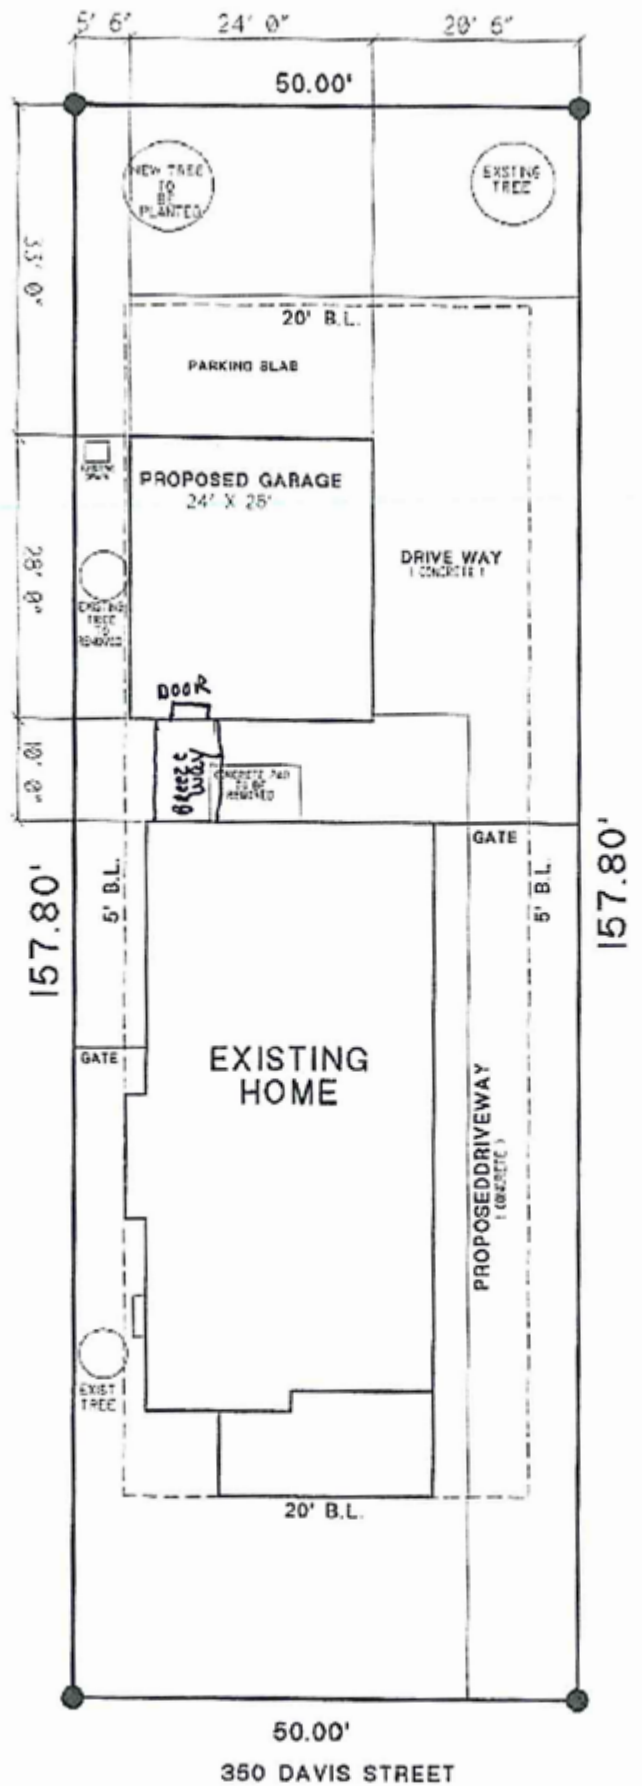 5' 6"
24' 0"
20' 6"
50.00'
NEW TREE
TO
BE
PLANTED
EXSTING
TREE
33' 0"
20' B.L.
PARKING SLAB
PROPOSED GARAGE
24' X 28'
DRIVE WAY
( CONCRETE )
28' 0"
EXISTING
TREE
TO
REMOVED
DOOR
Breeze
way
CONCRETE PAD
TO BE
REMOVED
10' 0"
GATE
157.80'
5' B.L.
5' B.L.
157.80'
GATE
EXISTING
HOME
PROPOSEDDRIVEWAY
( CONCRETE )
EXIST
TREE
20' B.L.
50.00'
350 DAVIS STREET